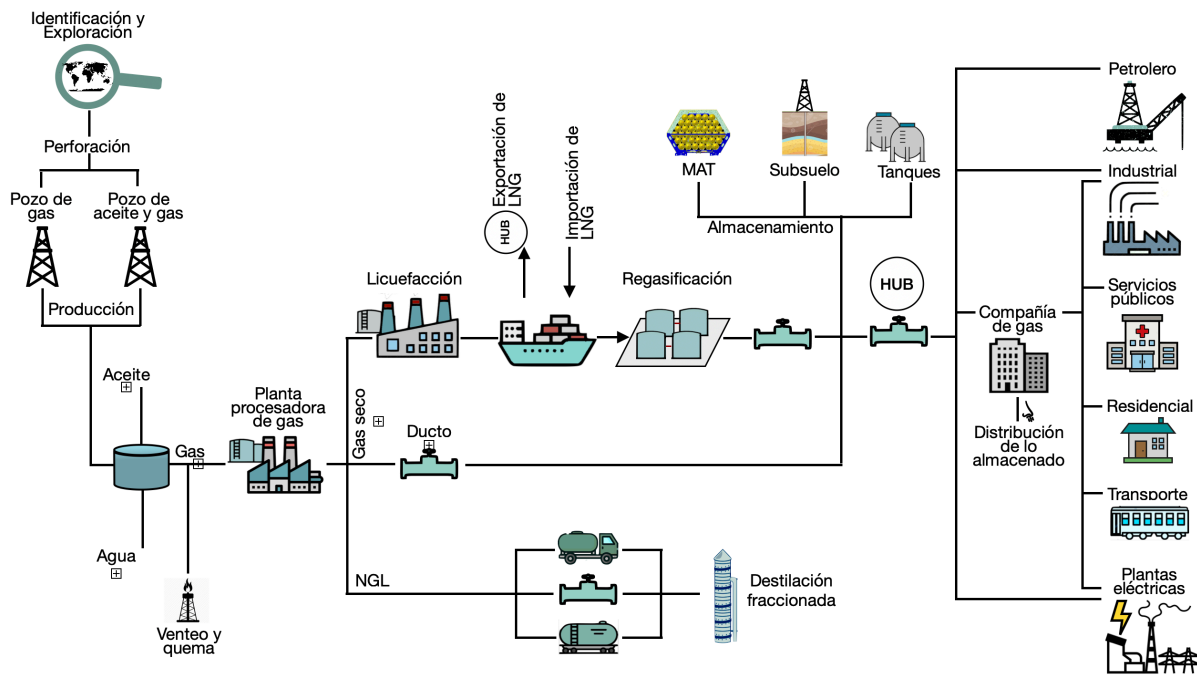 Identificación y
Exploración
Perforación
Pozo de
gas
Pozo de
aceite y gas
Producción
Aceite
Gas
Agua
Venteo y
quema
Planta
procesadora
de gas
Gas seco
Ducto
NGL
Licuefacción
HUB
Exportación de
LNG
Importación de
LNG
Regasificación
MAT
Subsuelo
Tanques
Almacenamiento
HUB
Destilación
fraccionada
Compañía
de gas
Distribución
de lo
almacenado
Petrolero
Industrial
Servicios
públicos
Residencial
Transporte
Plantas
eléctricas